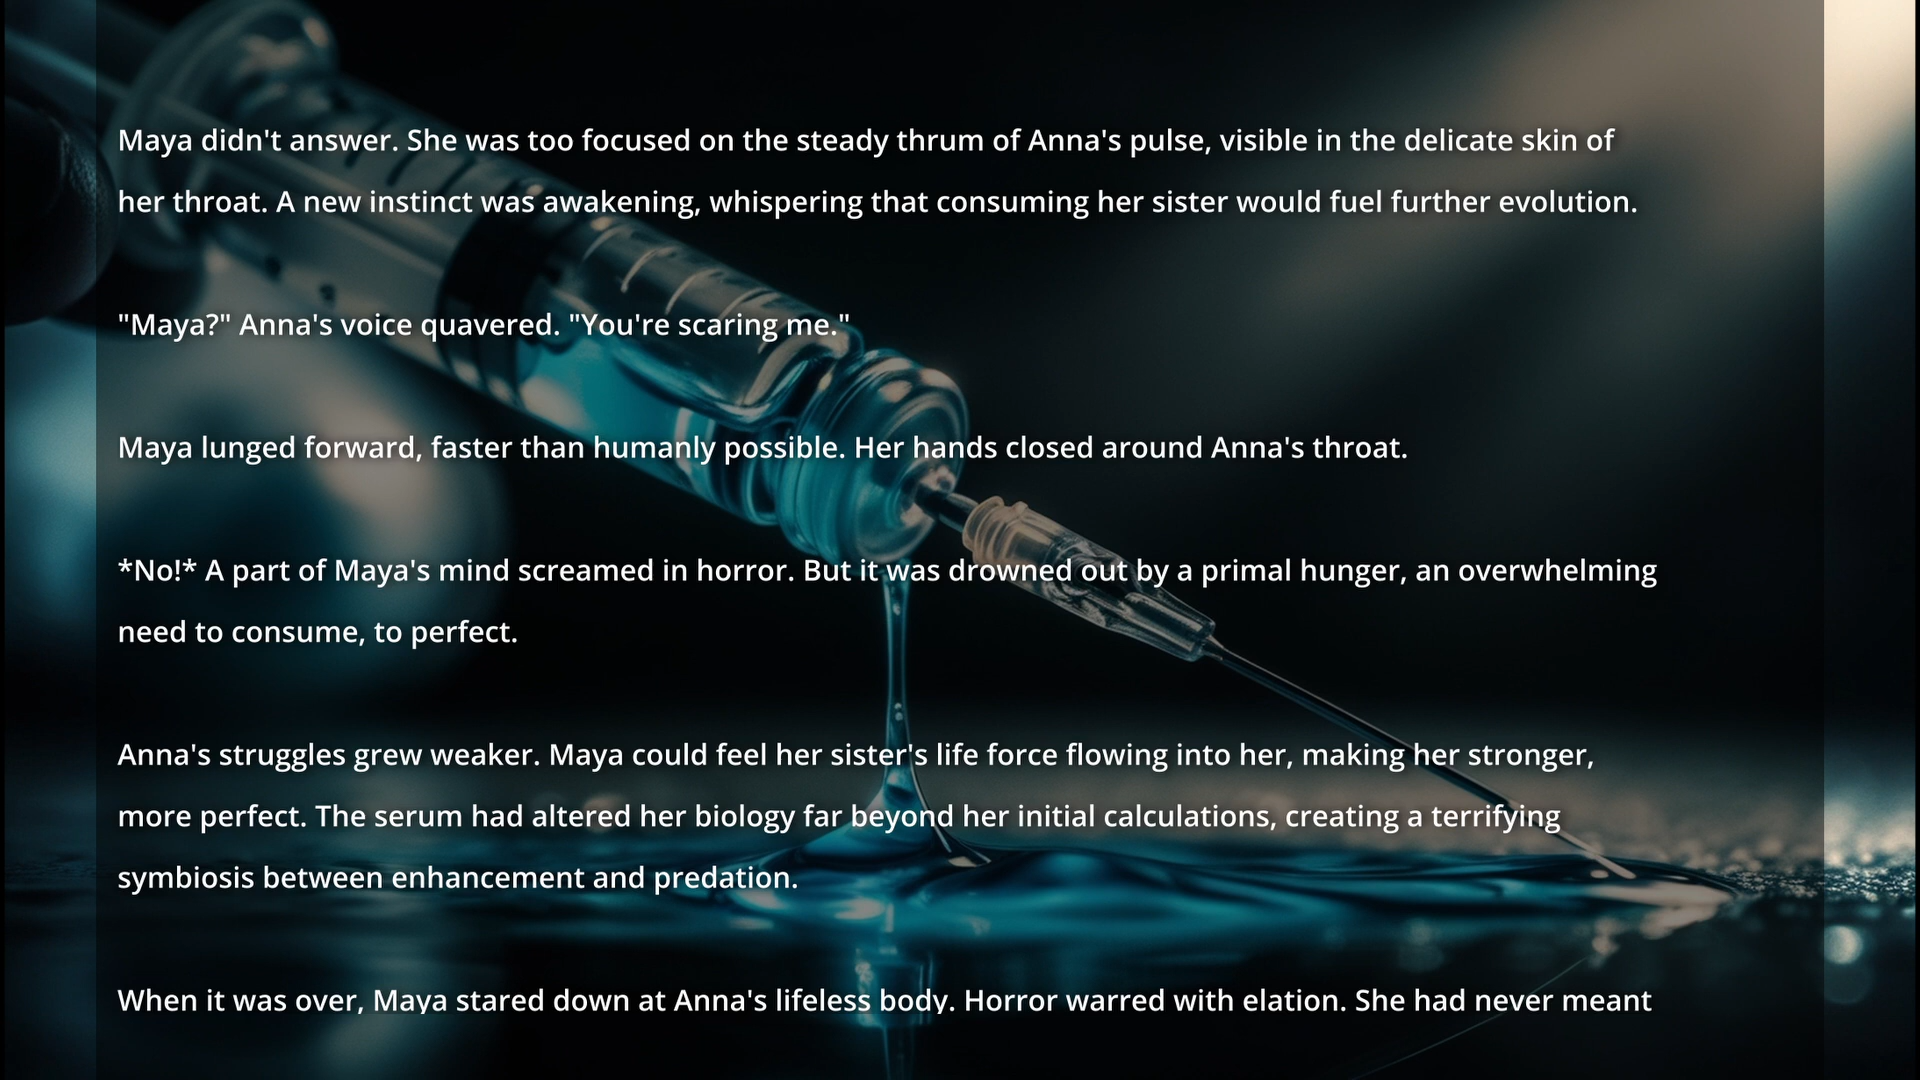 Maya didn't answer. She was too focused on the steady thrum of Anna's pulse, visible in the delicate skin of
her throat. A new instinct was awakening, whispering that consuming her sister would fuel further evolution.
"Maya?" Anna's voice quavered. "You're scaring me."
Maya lunged forward, faster than humanly possible. Her hands closed around Anna's throat.
*No!* A part of Maya's mind screamed in horror. But it was drowned out by a primal hunger, an overwhelming
need to consume, to perfect.
Anna's struggles grew weaker. Maya could feel her sister's life force flowing into her, making her stronger,
more perfect. The serum had altered her biology far beyond her initial calculations, creating a terrifying
symbiosis between enhancement and predation.
When it was over, Maya stared down at Anna's lifeless body. Horror warred with elation. She had never meant